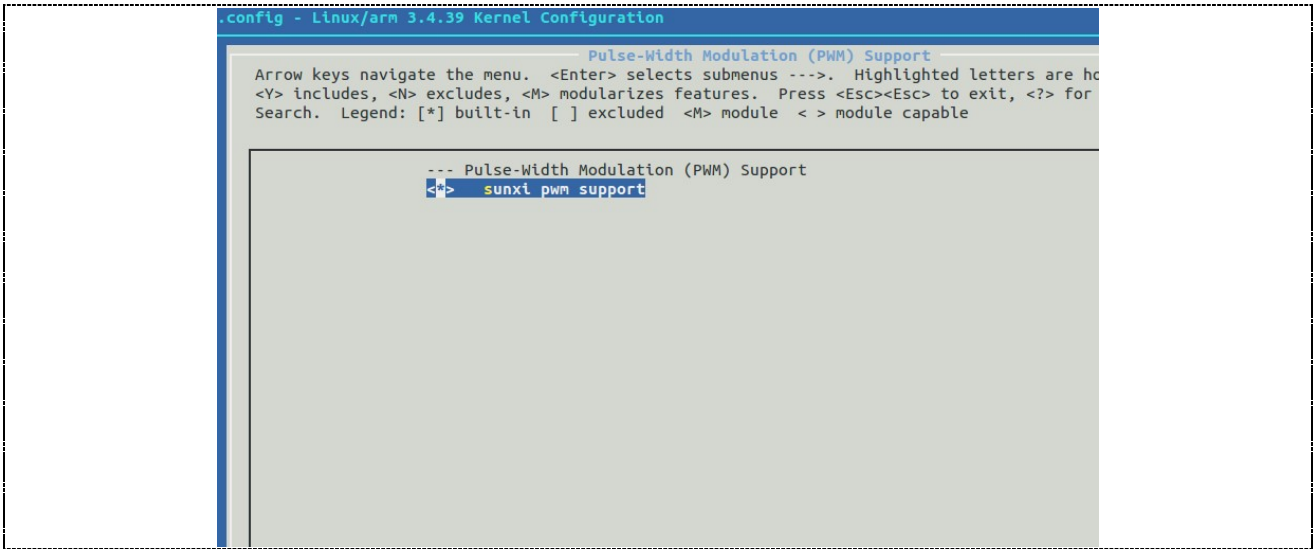 .config - Linux/arm 3.4.39 Kernel Configuration
Pulse-Width Modulation (PWM) Support
Arrow keys navigate the menu.  <Enter> selects submenus --->.  Highlighted letters are ho
<Y> includes, <N> excludes, <M> modularizes features.  Press <Esc><Esc> to exit, <?> for
Search.  Legend: [*] built-in  [ ] excluded  <M> module  < > module capable
--- Pulse-Width Modulation (PWM) Support
<*>   sunxi pwm support